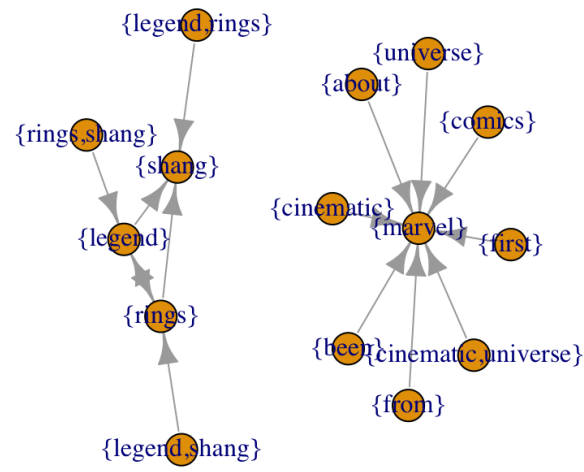 {legend,rings}
{universe}
{about}
{comics}
{rings,shang}
{shang}
{cinematic}
{marvel}
{legend}
{first}
{rings}
{been}
{cinematic,universe}
{from}
{legend,shang}